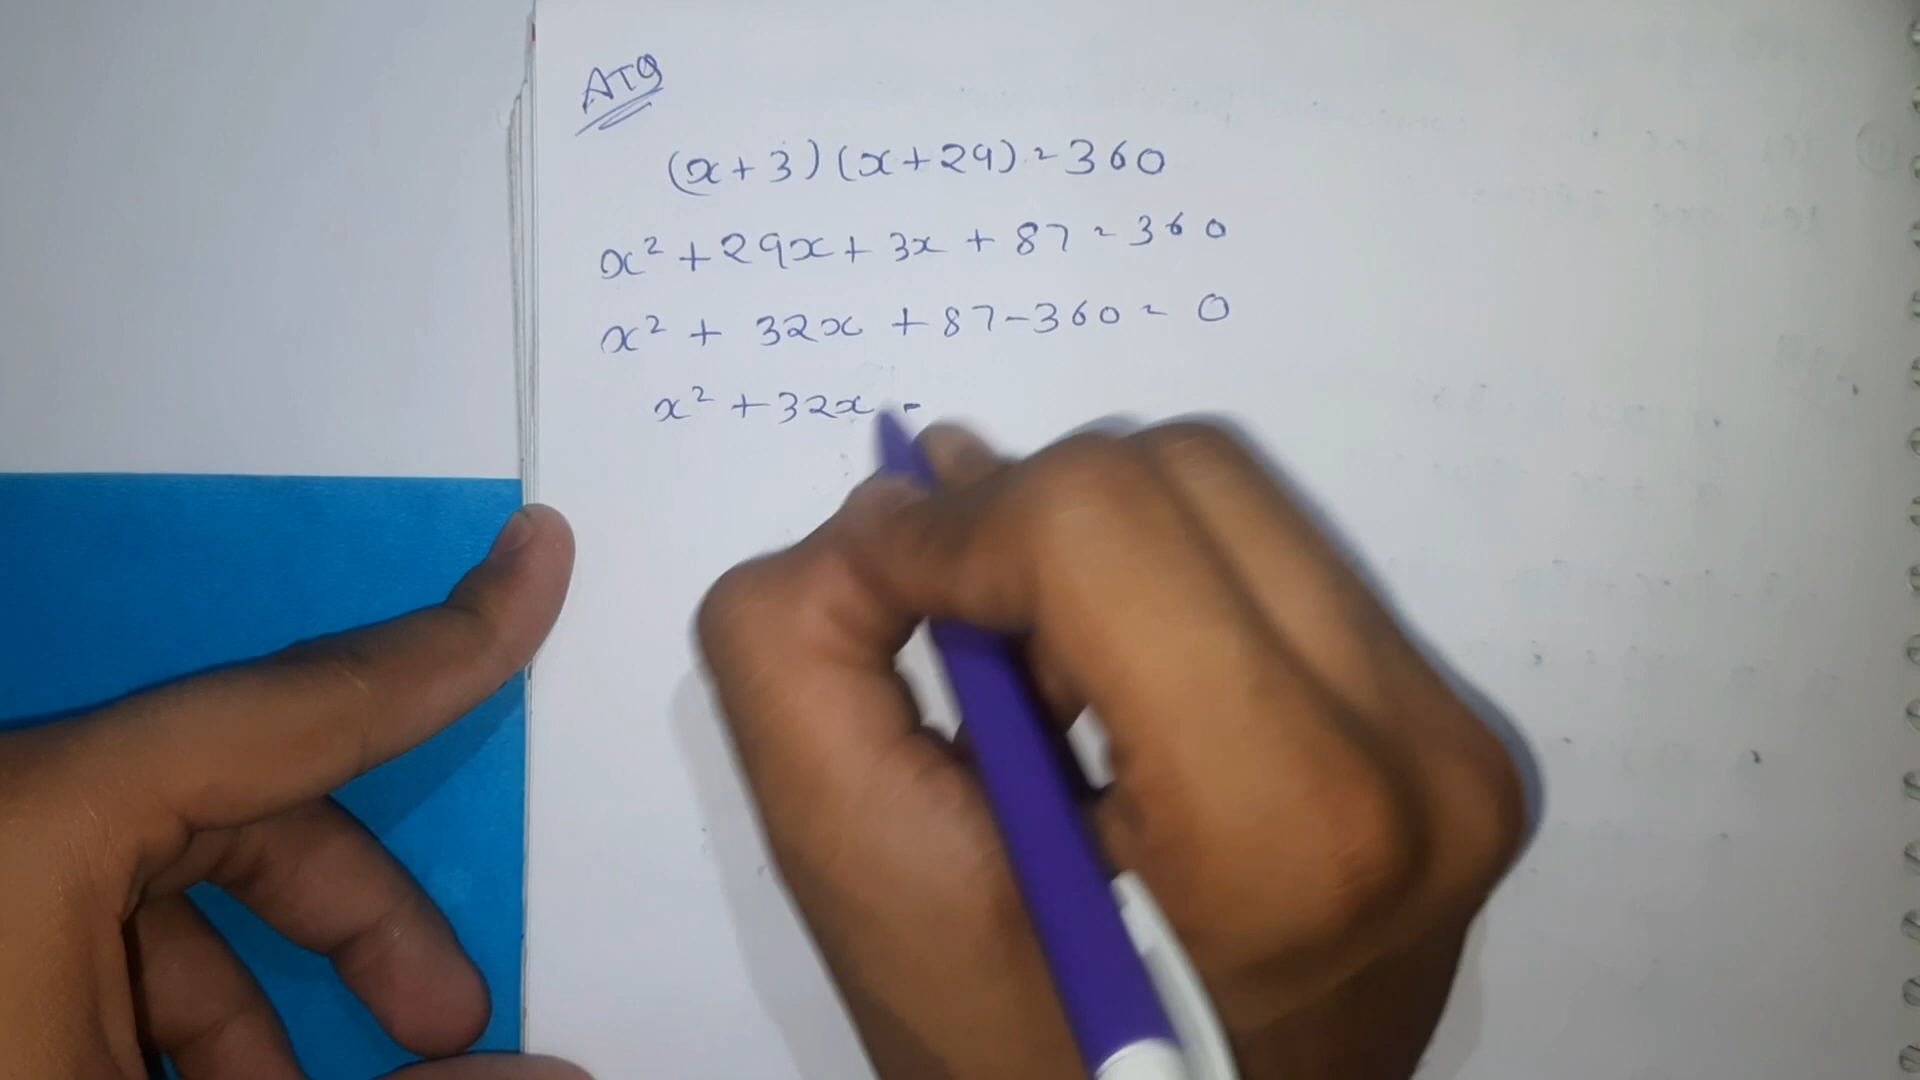 ATQ
(x+3)(x+29)=360
x²+29x+3x+87=360
x²+32x+87-360=0
x²+32x-